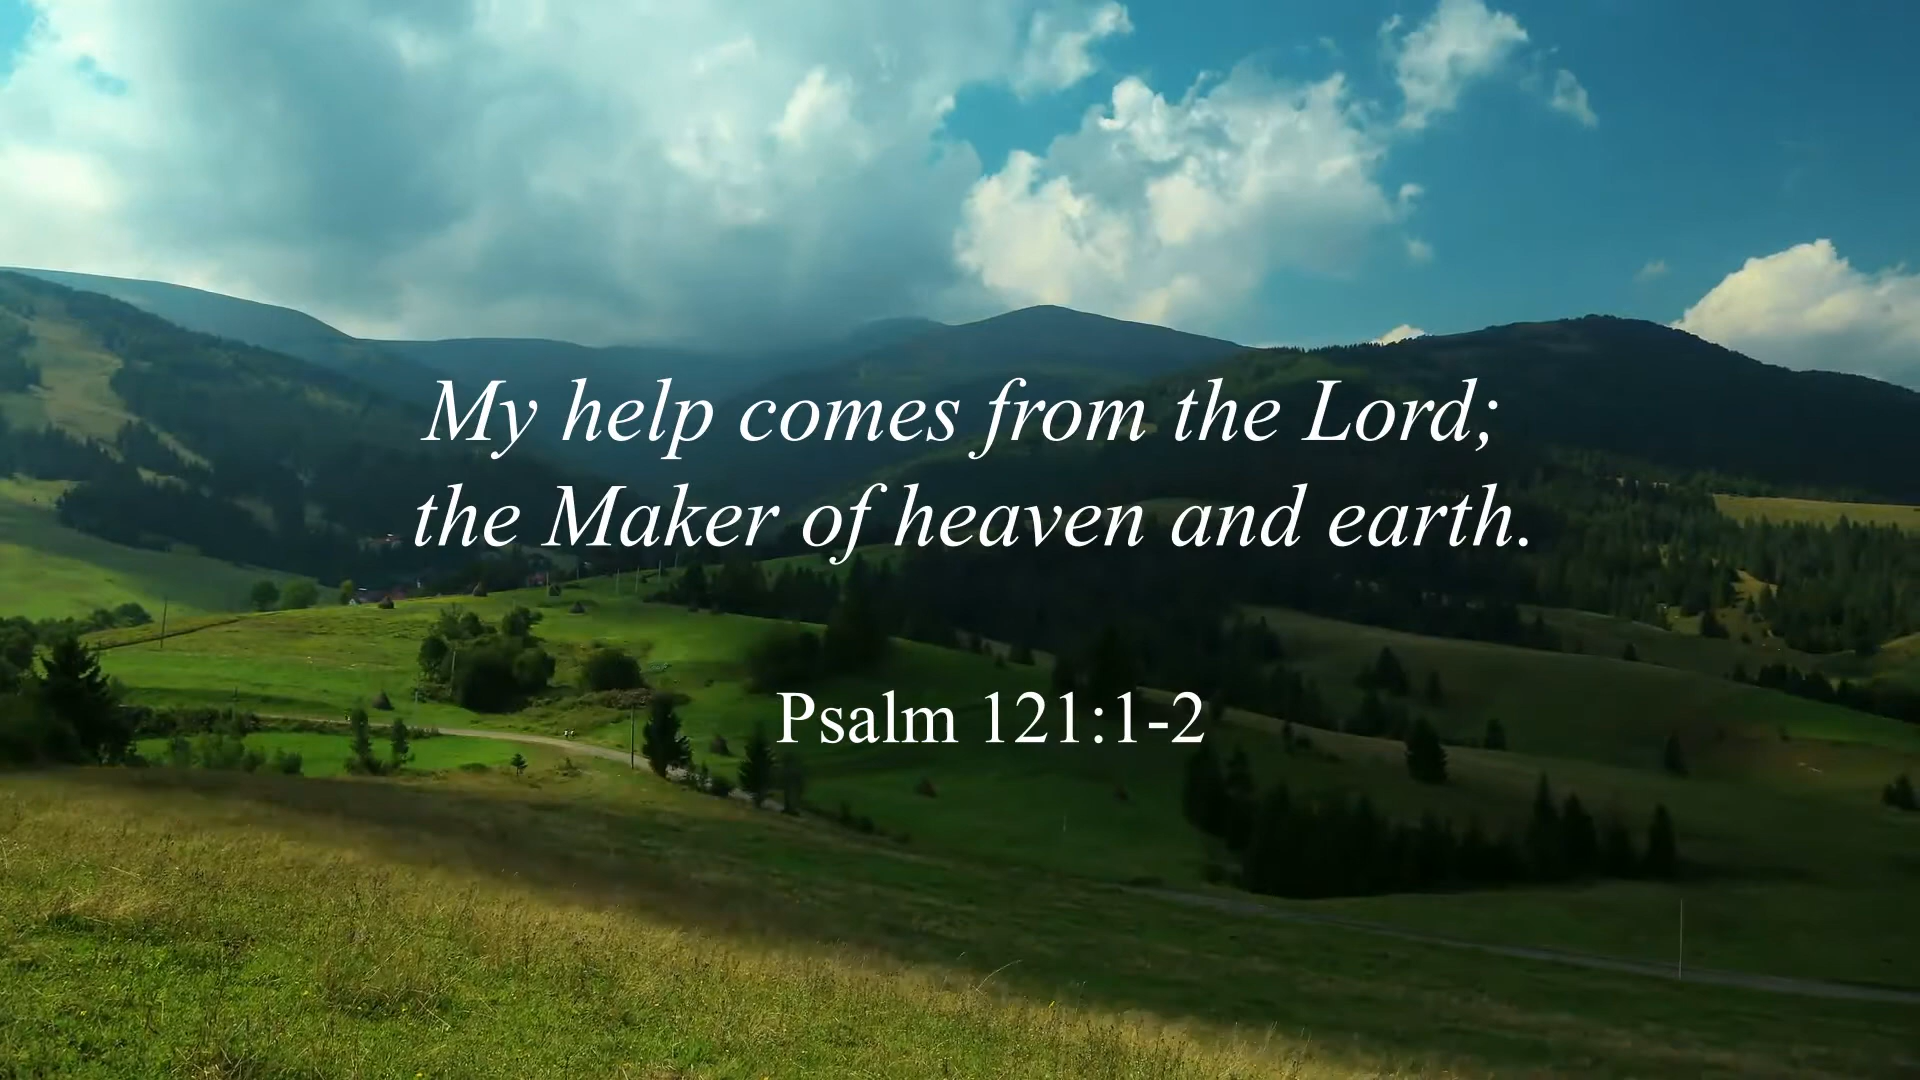 My help comes from the Lord;
the Maker of heaven and earth.
Psalm 121:1-2